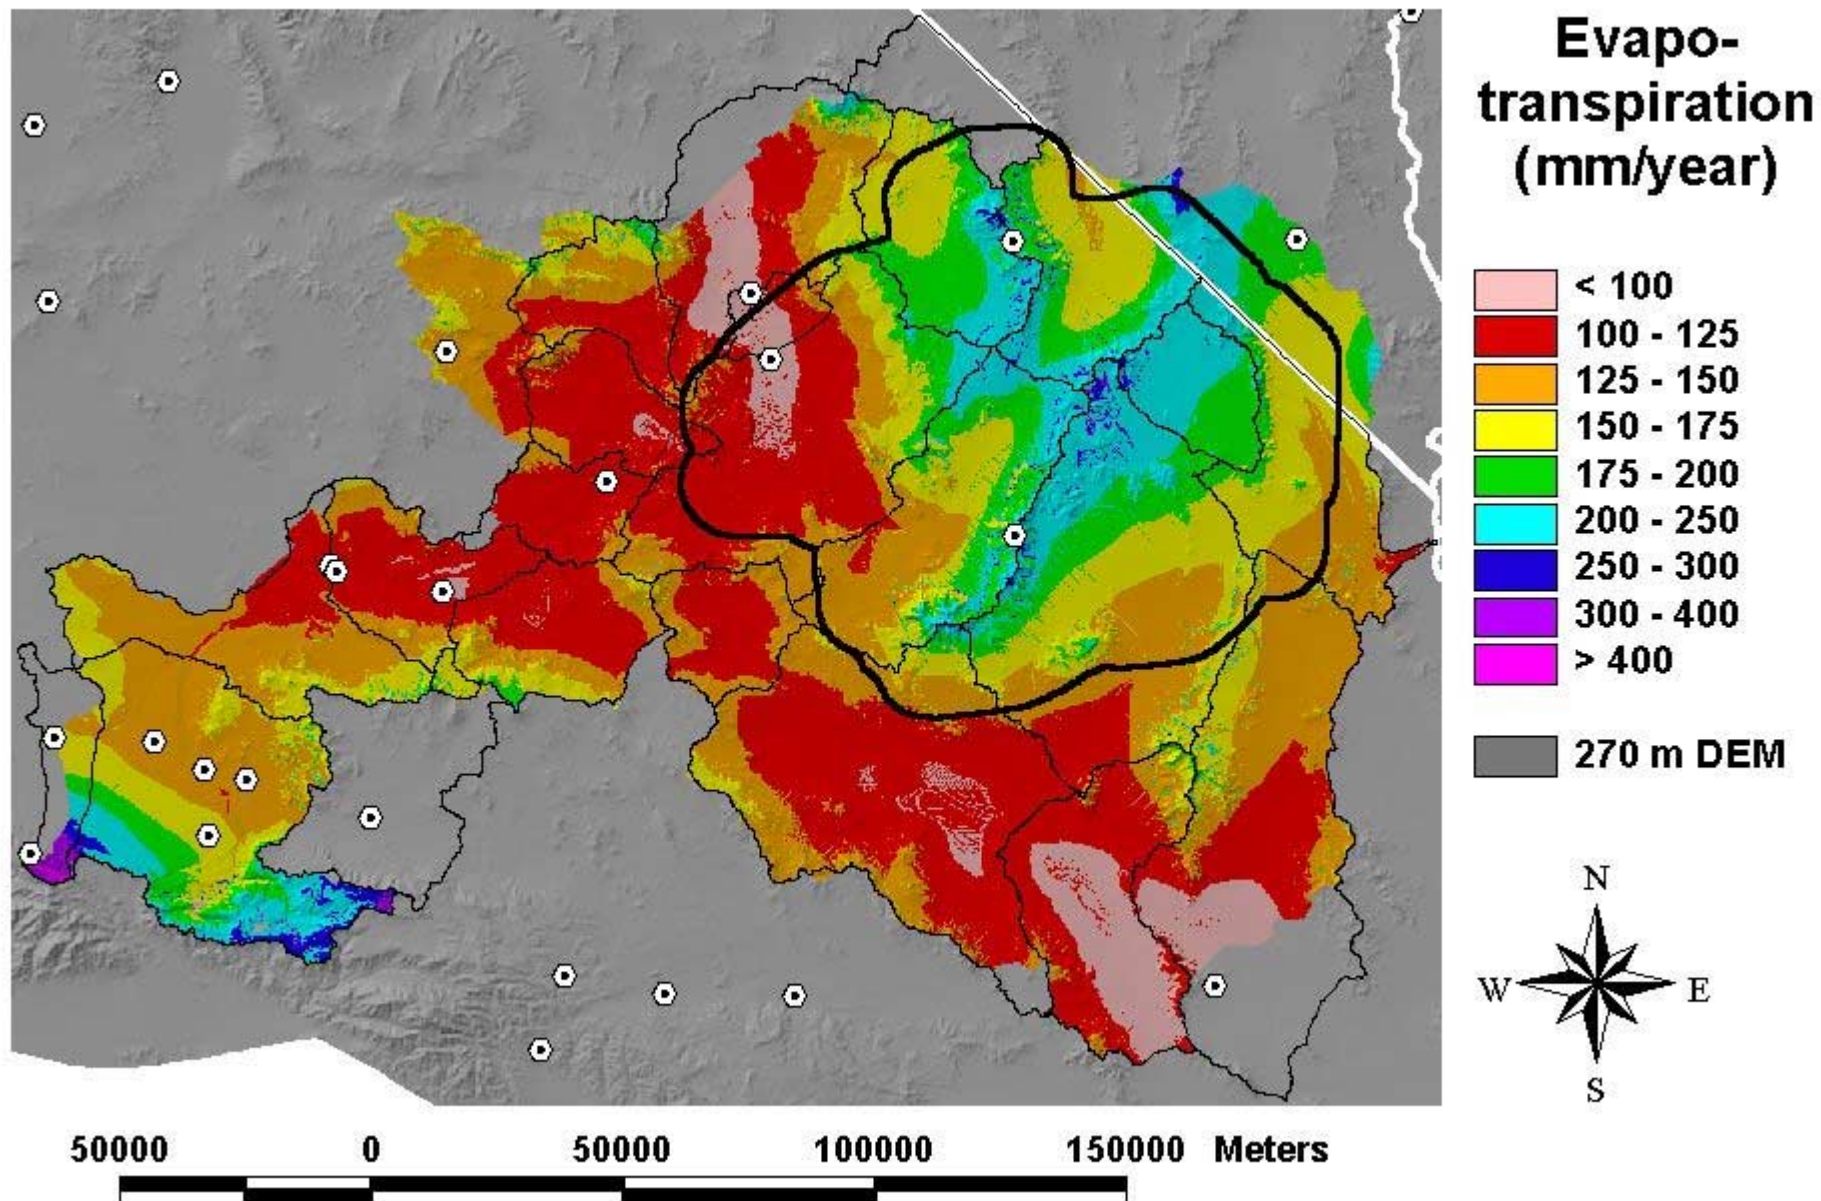 Evapo-
transpiration
(mm/year)
< 100
100 - 125
125 - 150
150 - 175
175 - 200
200 - 250
250 - 300
300 - 400
> 400
270 m DEM
N
W E
S
50000 0 50000 100000 150000 Meters